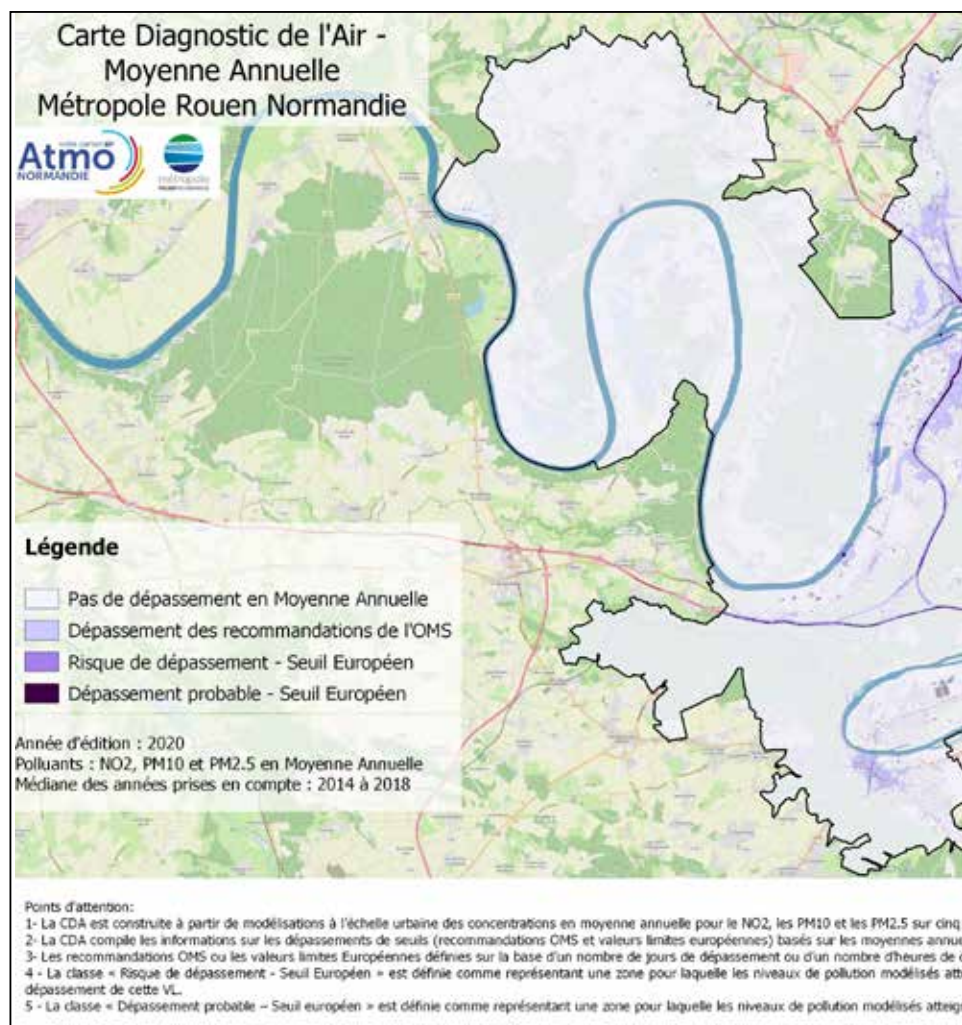 Carte Diagnostic de l'Air -
Moyenne Annuelle
Métropole Rouen Normandie
Atmo
NORMANDIE
métropole
Légende
Pas de dépassement en Moyenne Annuelle
Dépassement des recommandations de l'OMS
Risque de dépassement - Seuil Européen
Dépassement probable - Seuil Européen
Année d'édition : 2020
Polluants : NO2, PM10 et PM2.5 en Moyenne Annuelle
Médiane des années prises en compte : 2014 à 2018
Points d'attention:
1- La CDA est construite à partir de modélisations à l'échelle urbaine des concentrations en moyenne annuelle pour le NO2, les PM10 et les PM2.5 sur cinq
2- La CDA compile les informations sur les dépassements de seuils (recommandations OMS et valeurs limites européennes) basés sur les moyennes annue
3- Les recommandations OMS ou les valeurs limites Européennes définies sur la base d'un nombre de jours de dépassement ou d'un nombre d'heures de
4 - La classe « Risque de dépassement - Seuil Européen » est définie comme représentant une zone pour laquelle les niveaux de pollution modélisés att
dépassement de cette VL.
5 - La classe « Dépassement probable – Seuil européen » est définie comme représentant une zone pour laquelle les niveaux de pollution modélisés atteig